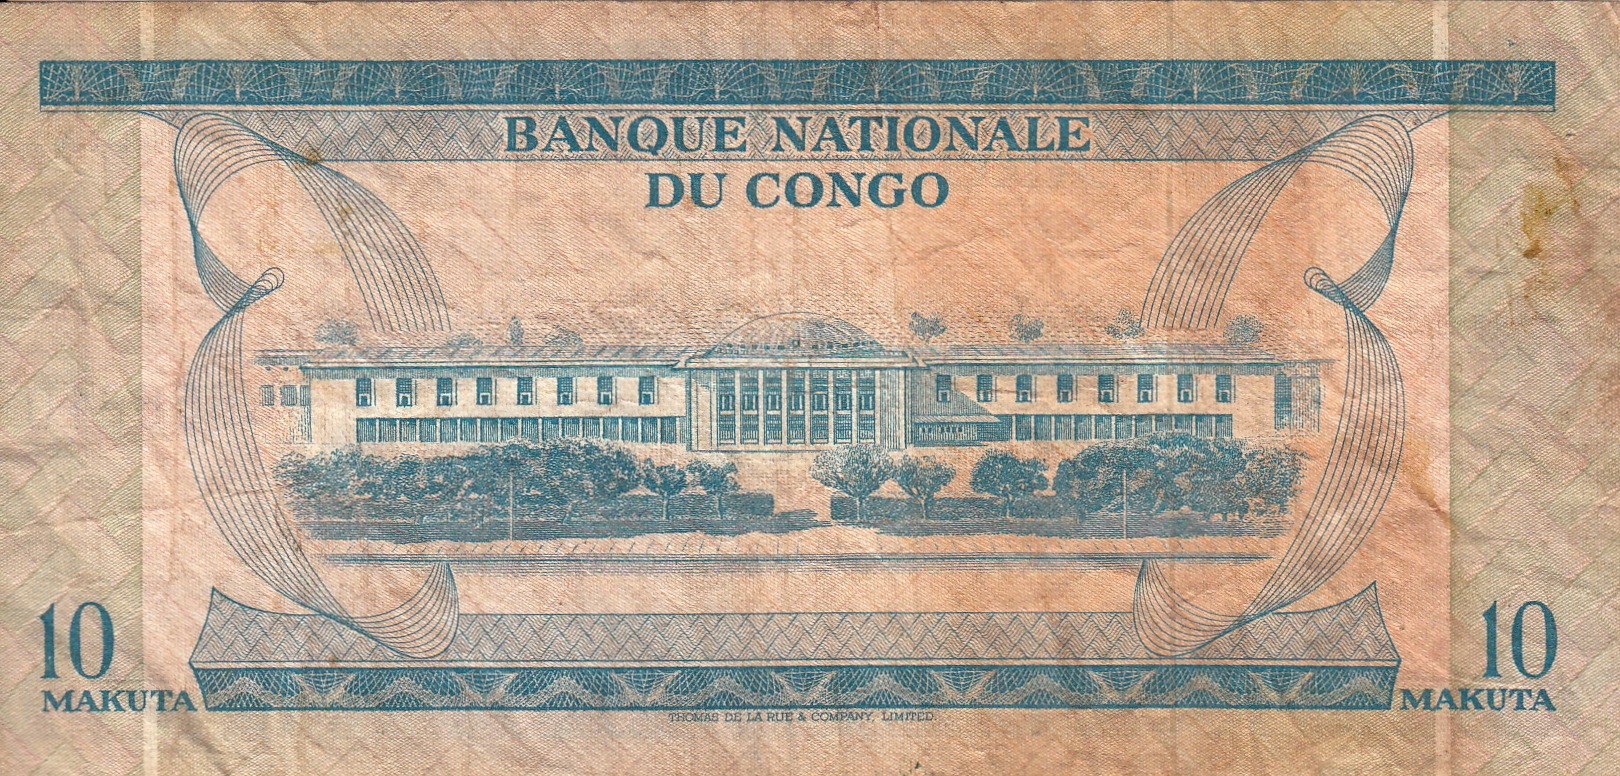 BANQUE NATIONALE
DU CONGO
10
MAKUTA
10
MAKUTA
THOMAS DE LA RUE & COMPANY, LIMITED.